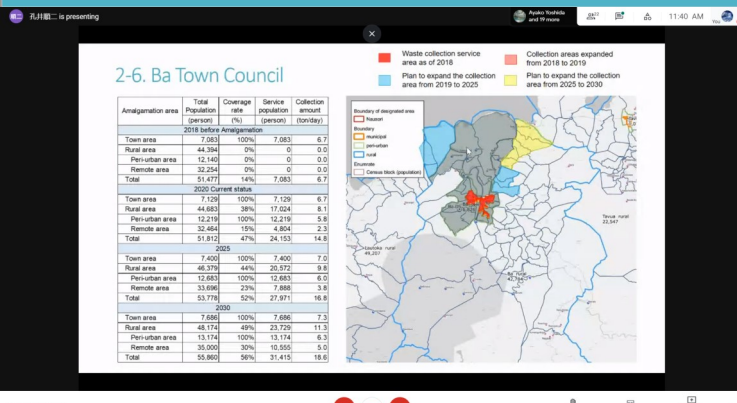 孔井順二 is presenting
Ayako Yoshida
and 19 more
11:40 AM
You
2-6. Ba Town Council
Waste collection service
area as of 2018
Collection areas expanded
from 2018 to 2019
Plan to expand the collection
area from 2019 to 2025
Plan to expand the collection
area from 2025 to 2030
Amalgamation area Total Population (person) Coverage rate (%) Service population (person) Collection amount (ton/day)
2018 before Amalgamation
Town area 7,083 100% 7,083 6.7
Rural area 44,394 0% 0 0.0
Peri-urban area 12,140 0% 0 0.0
Remote area 32,254 0% 0 0.0
Total 51,477 14% 7,083 6.7
2020 Current status
Town area 7,129 100% 7,129 6.7
Rural area 44,683 38% 17,024 8.1
Peri-urban area 12,219 100% 12,219 5.8
Remote area 32,464 15% 4,804 2.3
Total 51,812 47% 24,153 14.8
2025
Town area 7,400 100% 7,400 7.0
Rural area 46,379 44% 20,572 9.8
Peri-urban area 12,683 100% 12,683 6.0
Remote area 33,696 23% 7,888 3.8
Total 53,778 52% 27,971 16.8
2030
Town area 7,686 100% 7,686 7.3
Rural area 48,174 49% 23,729 11.3
Peri-urban area 13,174 100% 13,174 6.3
Remote area 35,000 30% 10,555 5.0
Total 55,860 56% 31,415 18.6
Boundary of designated area
Nausori
Boundary
municipal
peri-urban
rural
Enumerate
Census block (population)
Tavua rural
22,547
Lautoka rural
49,257
Ba rural